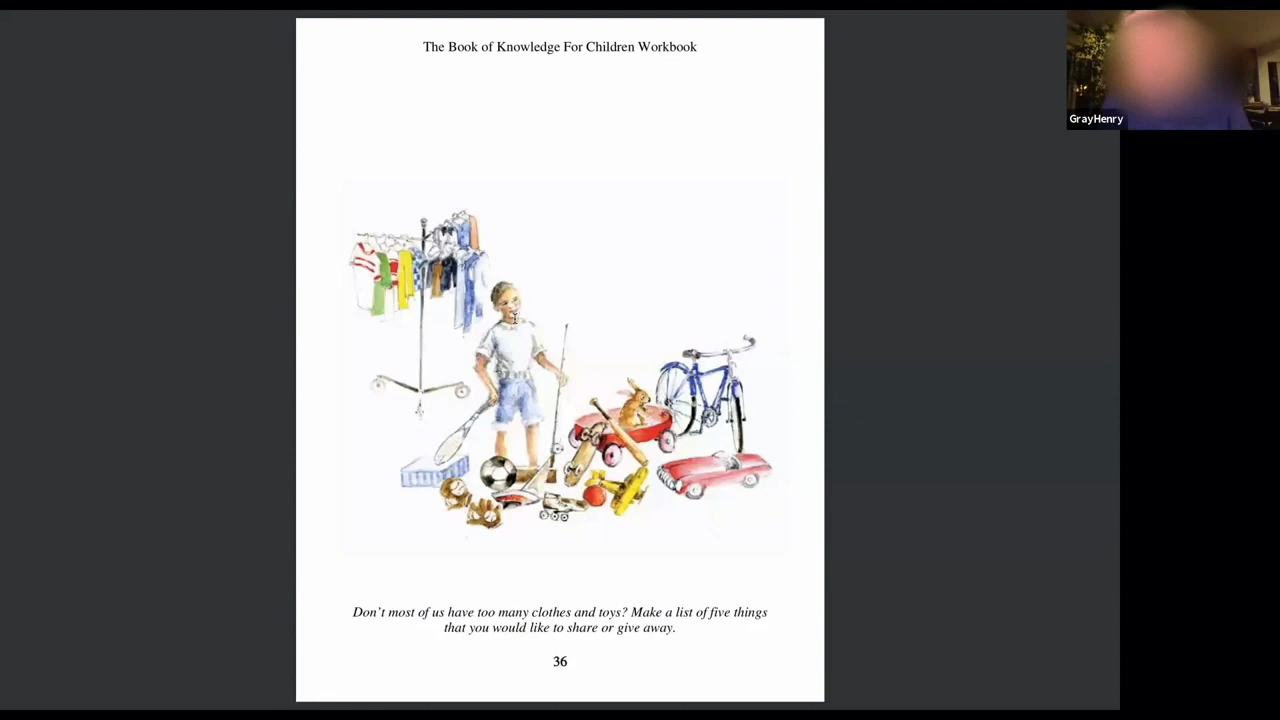 The Book of Knowledge For Children Workbook
GrayHenry
Don't most of us have too many clothes and toys? Make a list of five things
that you would like to share or give away.
36